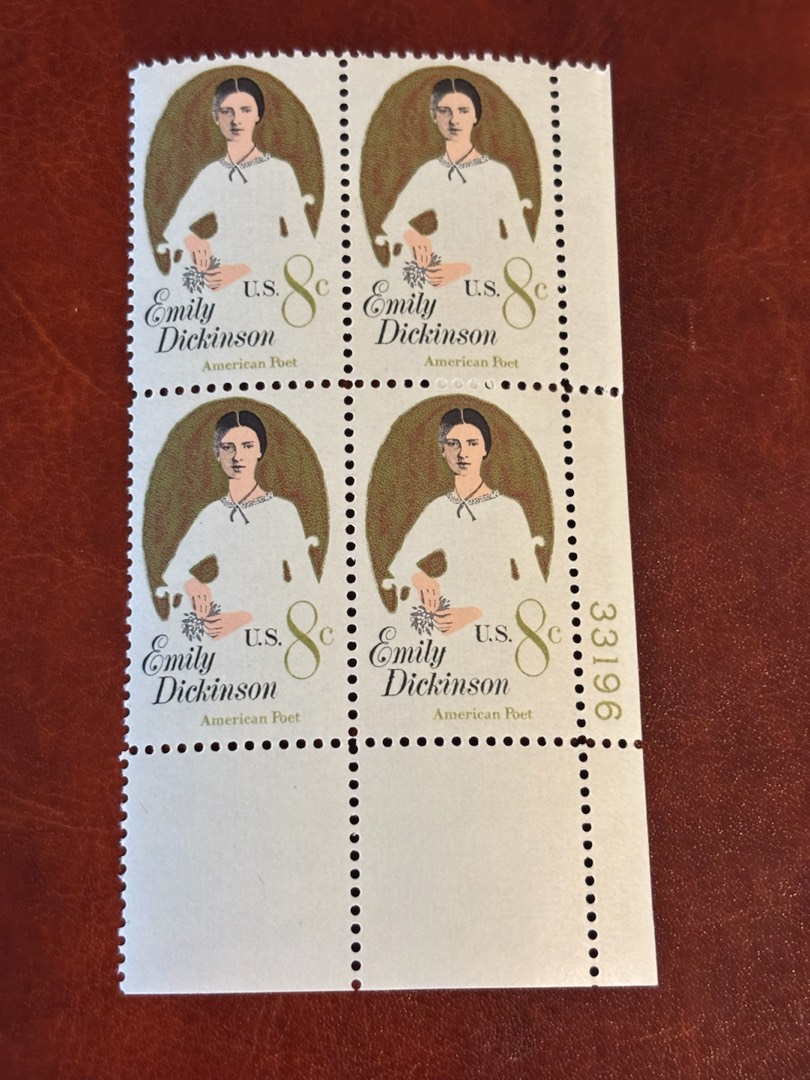 U.S. 8c
Emily
Dickinson
American Poet
U.S. 8c
Emily
Dickinson
American Poet
U.S. 8c
Emily
Dickinson
American Poet
U.S. 8c
Emily
Dickinson
American Poet
33196